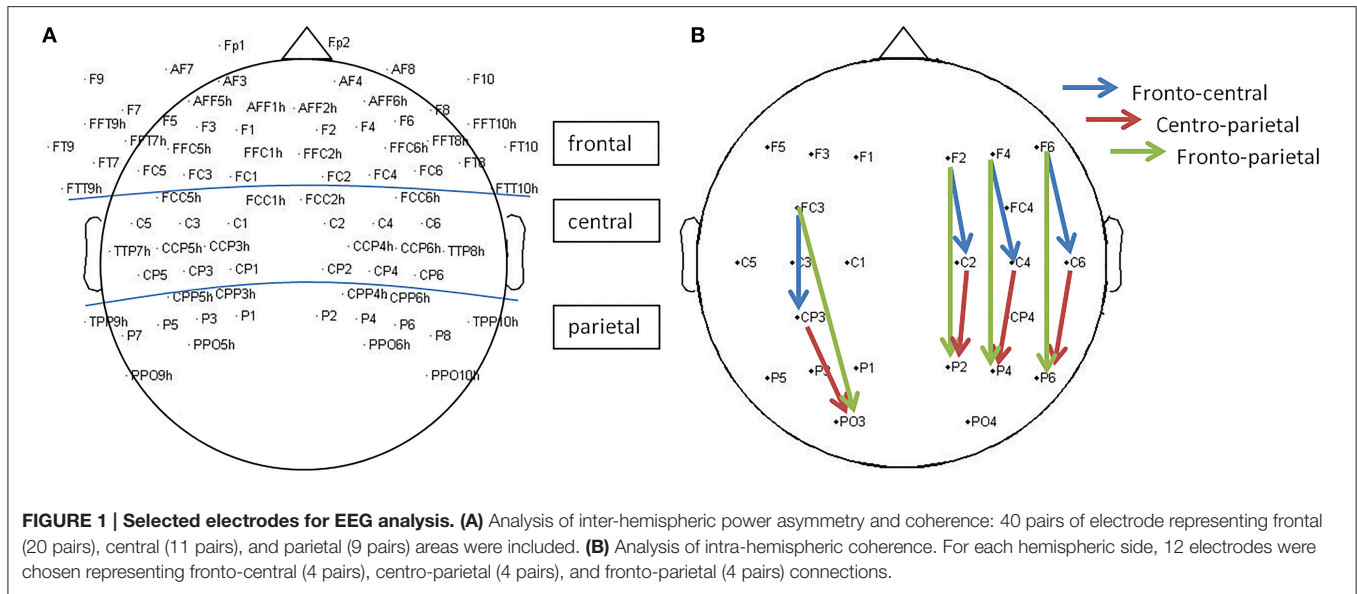 A
Fp1 Fp2
F9 AF7 AF3 AF4 AF8 F10
F7 AFF5h AFF1h AFF2h AFF6h F8
FFT9h F5 F3 F1 F2 F4 F6 FFT10h
FT9 FFT7h FFC5h FFC1h FFC2h FFC6h FFT8h FT10
FT7 FC5 FC3 FC1 FC2 FC4 FC6 FT8
FTT9h FCC5h FCC1h FCC2h FCC6h FTT10h
C5 C3 C1 C2 C4 C6
TTP7h CCP5h CCP3h CCP4h CCP6h TTP8h
CP5 CP3 CP1 CP2 CP4 CP6
CPP5h CPP3h CPP4h CPP6h
TPP9h P5 P3 P1 P2 P4 P6 TPP10h
P7 PPO5h PPO6h P8
PPO9h PPO10h
frontal
central
parietal
B
Fronto-central
Centro-parietal
Fronto-parietal
F5 F3 F1 F2 F4 F6
FC3 FC4
C5 C3 C1 C2 C4 C6
CP3 CP4
P5 P3 P1 P2 P4 P6
PO3 PO4
FIGURE 1 | Selected electrodes for EEG analysis. (A) Analysis of inter-hemispheric power asymmetry and coherence: 40 pairs of electrode representing frontal
(20 pairs), central (11 pairs), and parietal (9 pairs) areas were included. (B) Analysis of intra-hemispheric coherence. For each hemispheric side, 12 electrodes were
chosen representing fronto-central (4 pairs), centro-parietal (4 pairs), and fronto-parietal (4 pairs) connections.